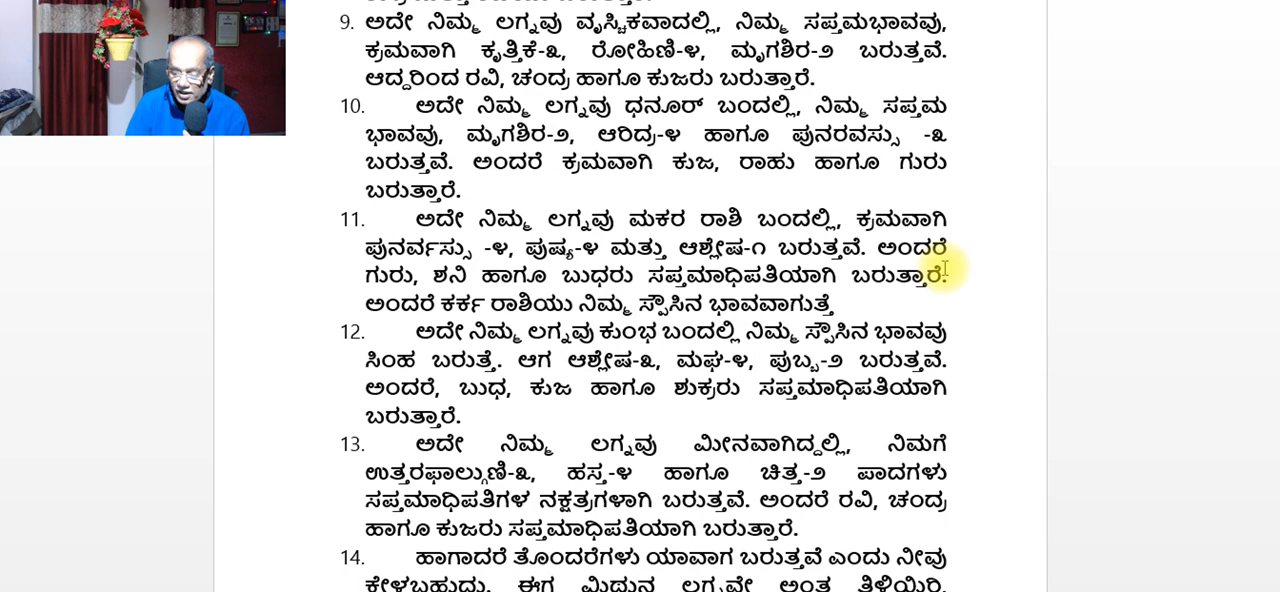 9. ಅದೇ ನಿಮ್ಮ ಲಗ್ನವು ವೃಸ್ಚಿಕವಾದಲ್ಲಿ, ನಿಮ್ಮ ಸಪ್ತಮಭಾವವು,
ಕ್ರಮವಾಗಿ ಕೃತ್ತಿಕೆ-೩, ರೋಹಿಣಿ-೪, ಮೃಗಶಿರ-೨ ಬರುತ್ತವೆ.
ಆದ್ದರಿಂದ ರವಿ, ಚಂದ್ರ ಹಾಗೂ ಕುಜರು ಬರುತ್ತಾರೆ.
10. ಅದೇ ನಿಮ್ಮ ಲಗ್ನವು ಧನೂರ್ ಬಂದಲ್ಲಿ, ನಿಮ್ಮ ಸಪ್ತಮ
ಭಾವವು, ಮೃಗಶಿರ-೨, ಆರಿದ್ರ-೪ ಹಾಗೂ ಪುನರವಸ್ಸು -೩
ಬರುತ್ತವೆ. ಅಂದರೆ ಕ್ರಮವಾಗಿ ಕುಜ, ರಾಹು ಹಾಗೂ ಗುರು
ಬರುತ್ತಾರೆ.
11. ಅದೇ ನಿಮ್ಮ ಲಗ್ನವು ಮಕರ ರಾಶಿ ಬಂದಲ್ಲಿ, ಕ್ರಮವಾಗಿ
ಪುನರ್ವಸ್ಸು -೪, ಪುಷ್ಯ-೪ ಮತ್ತು ಆಶ್ಲೇಷ-೧ ಬರುತ್ತವೆ. ಅಂದರೆ
ಗುರು, ಶನಿ ಹಾಗೂ ಬುಧರು ಸಪ್ತಮಾಧಿಪತಿಯಾಗಿ ಬರುತ್ತಾರೆ.
ಅಂದರೆ ಕರ್ಕ ರಾಶಿಯು ನಿಮ್ಮ ಸ್ಪೌಸಿನ ಭಾವವಾಗುತ್ತೆ
12. ಅದೇ ನಿಮ್ಮ ಲಗ್ನವು ಕುಂಭ ಬಂದಲ್ಲಿ ನಿಮ್ಮ ಸ್ಪೌಸಿನ ಭಾವವು
ಸಿಂಹ ಬರುತ್ತೆ. ಆಗ ಆಶ್ಲೇಷ-೩, ಮಘ-೪, ಪುಬ್ಬ-೨ ಬರುತ್ತವೆ.
ಅಂದರೆ, ಬುಧ, ಕುಜ ಹಾಗೂ ಶುಕ್ರರು ಸಪ್ತಮಾಧಿಪತಿಯಾಗಿ
ಬರುತ್ತಾರೆ.
13. ಅದೇ ನಿಮ್ಮ ಲಗ್ನವು ಮೀನವಾಗಿದ್ದಲ್ಲಿ, ನಿಮಗೆ
ಉತ್ತರಫಾಲ್ಗುಣಿ-೩, ಹಸ್ತ-೪ ಹಾಗೂ ಚಿತ್ತ-೨ ಪಾದಗಳು
ಸಪ್ತಮಾಧಿಪತಿಗಳ ನಕ್ಷತ್ರಗಳಾಗಿ ಬರುತ್ತವೆ. ಅಂದರೆ ರವಿ, ಚಂದ್ರ
ಹಾಗೂ ಕುಜರು ಸಪ್ತಮಾಧಿಪತಿಯಾಗಿ ಬರುತ್ತಾರೆ.
14. ಹಾಗಾದರೆ ತೊಂದರೆಗಳು ಯಾವಾಗ ಬರುತ್ತವೆ ಎಂದು ನೀವು
ಕೇಳಬಹುದು. ಈಗ ಮಿಥುನ ಲಗ್ನವೇ ಅಂತ ತಿಳಿಯಿರಿ.